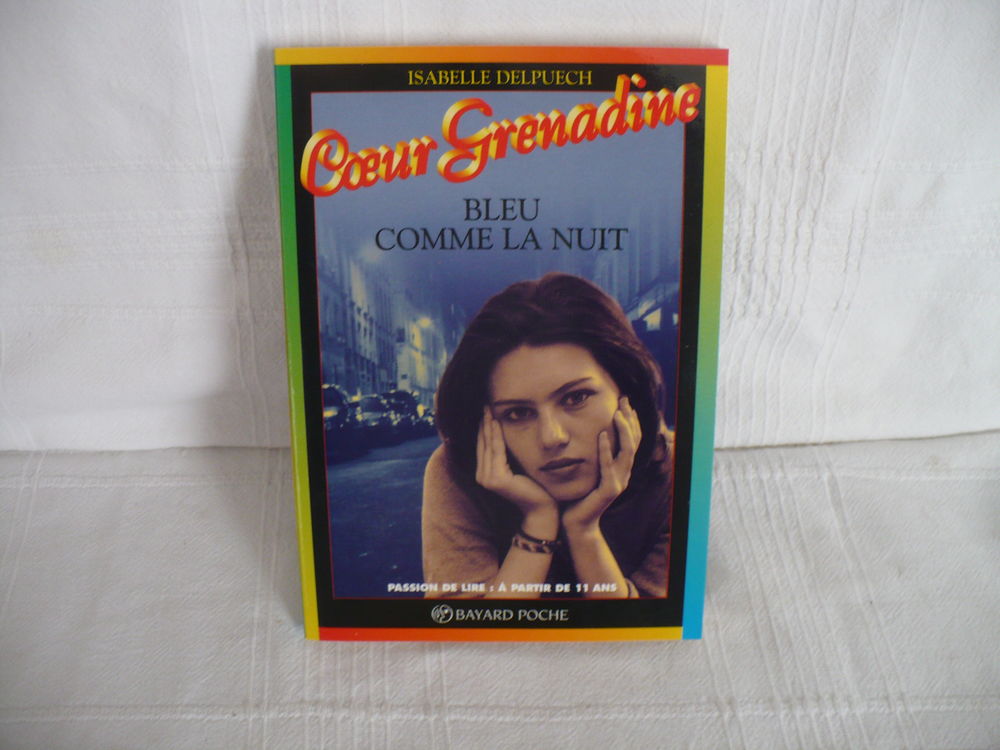 ISABELLE DELPUECH
Cœur Grenadine
BLEU
COMME LA NUIT
PASSION DE LIRE : À PARTIR DE 11 ANS
BAYARD POCHE